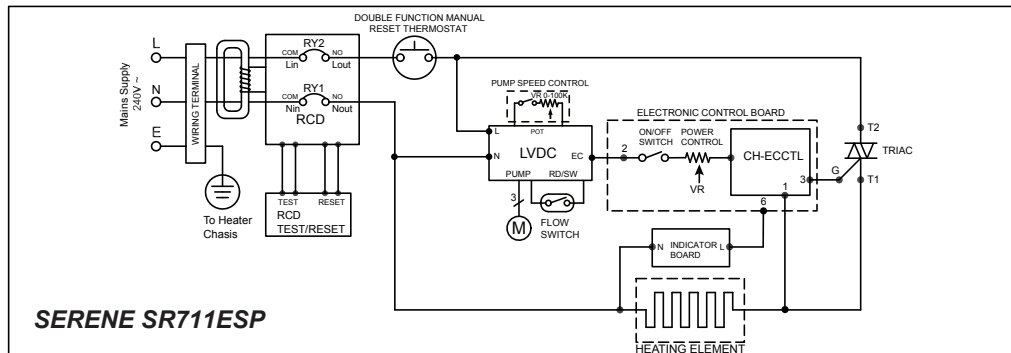 DOUBLE FUNCTION MANUAL
RESET THERMOSTAT
L
N
E
Mains Supply
240V ~
WIRING TERMINAL
RY2
COM
NO
Lin
Lout
RY1
COM
NO
Nin
Nout
RCD
TEST
RESET
RCD
TEST/RESET
To Heater
Chasis
PUMP SPEED CONTROL
VR 0-100K
L
POT
N
LVDC
EC
PUMP
RD/SW
3
M
FLOW
SWITCH
ELECTRONIC CONTROL BOARD
2
ON/OFF
SWITCH
POWER
CONTROL
VR
CH-ECCTL
3
1
6
G
T2
TRIAC
T1
N
INDICATOR
BOARD
L
HEATING ELEMENT
SERENE SR711ESP